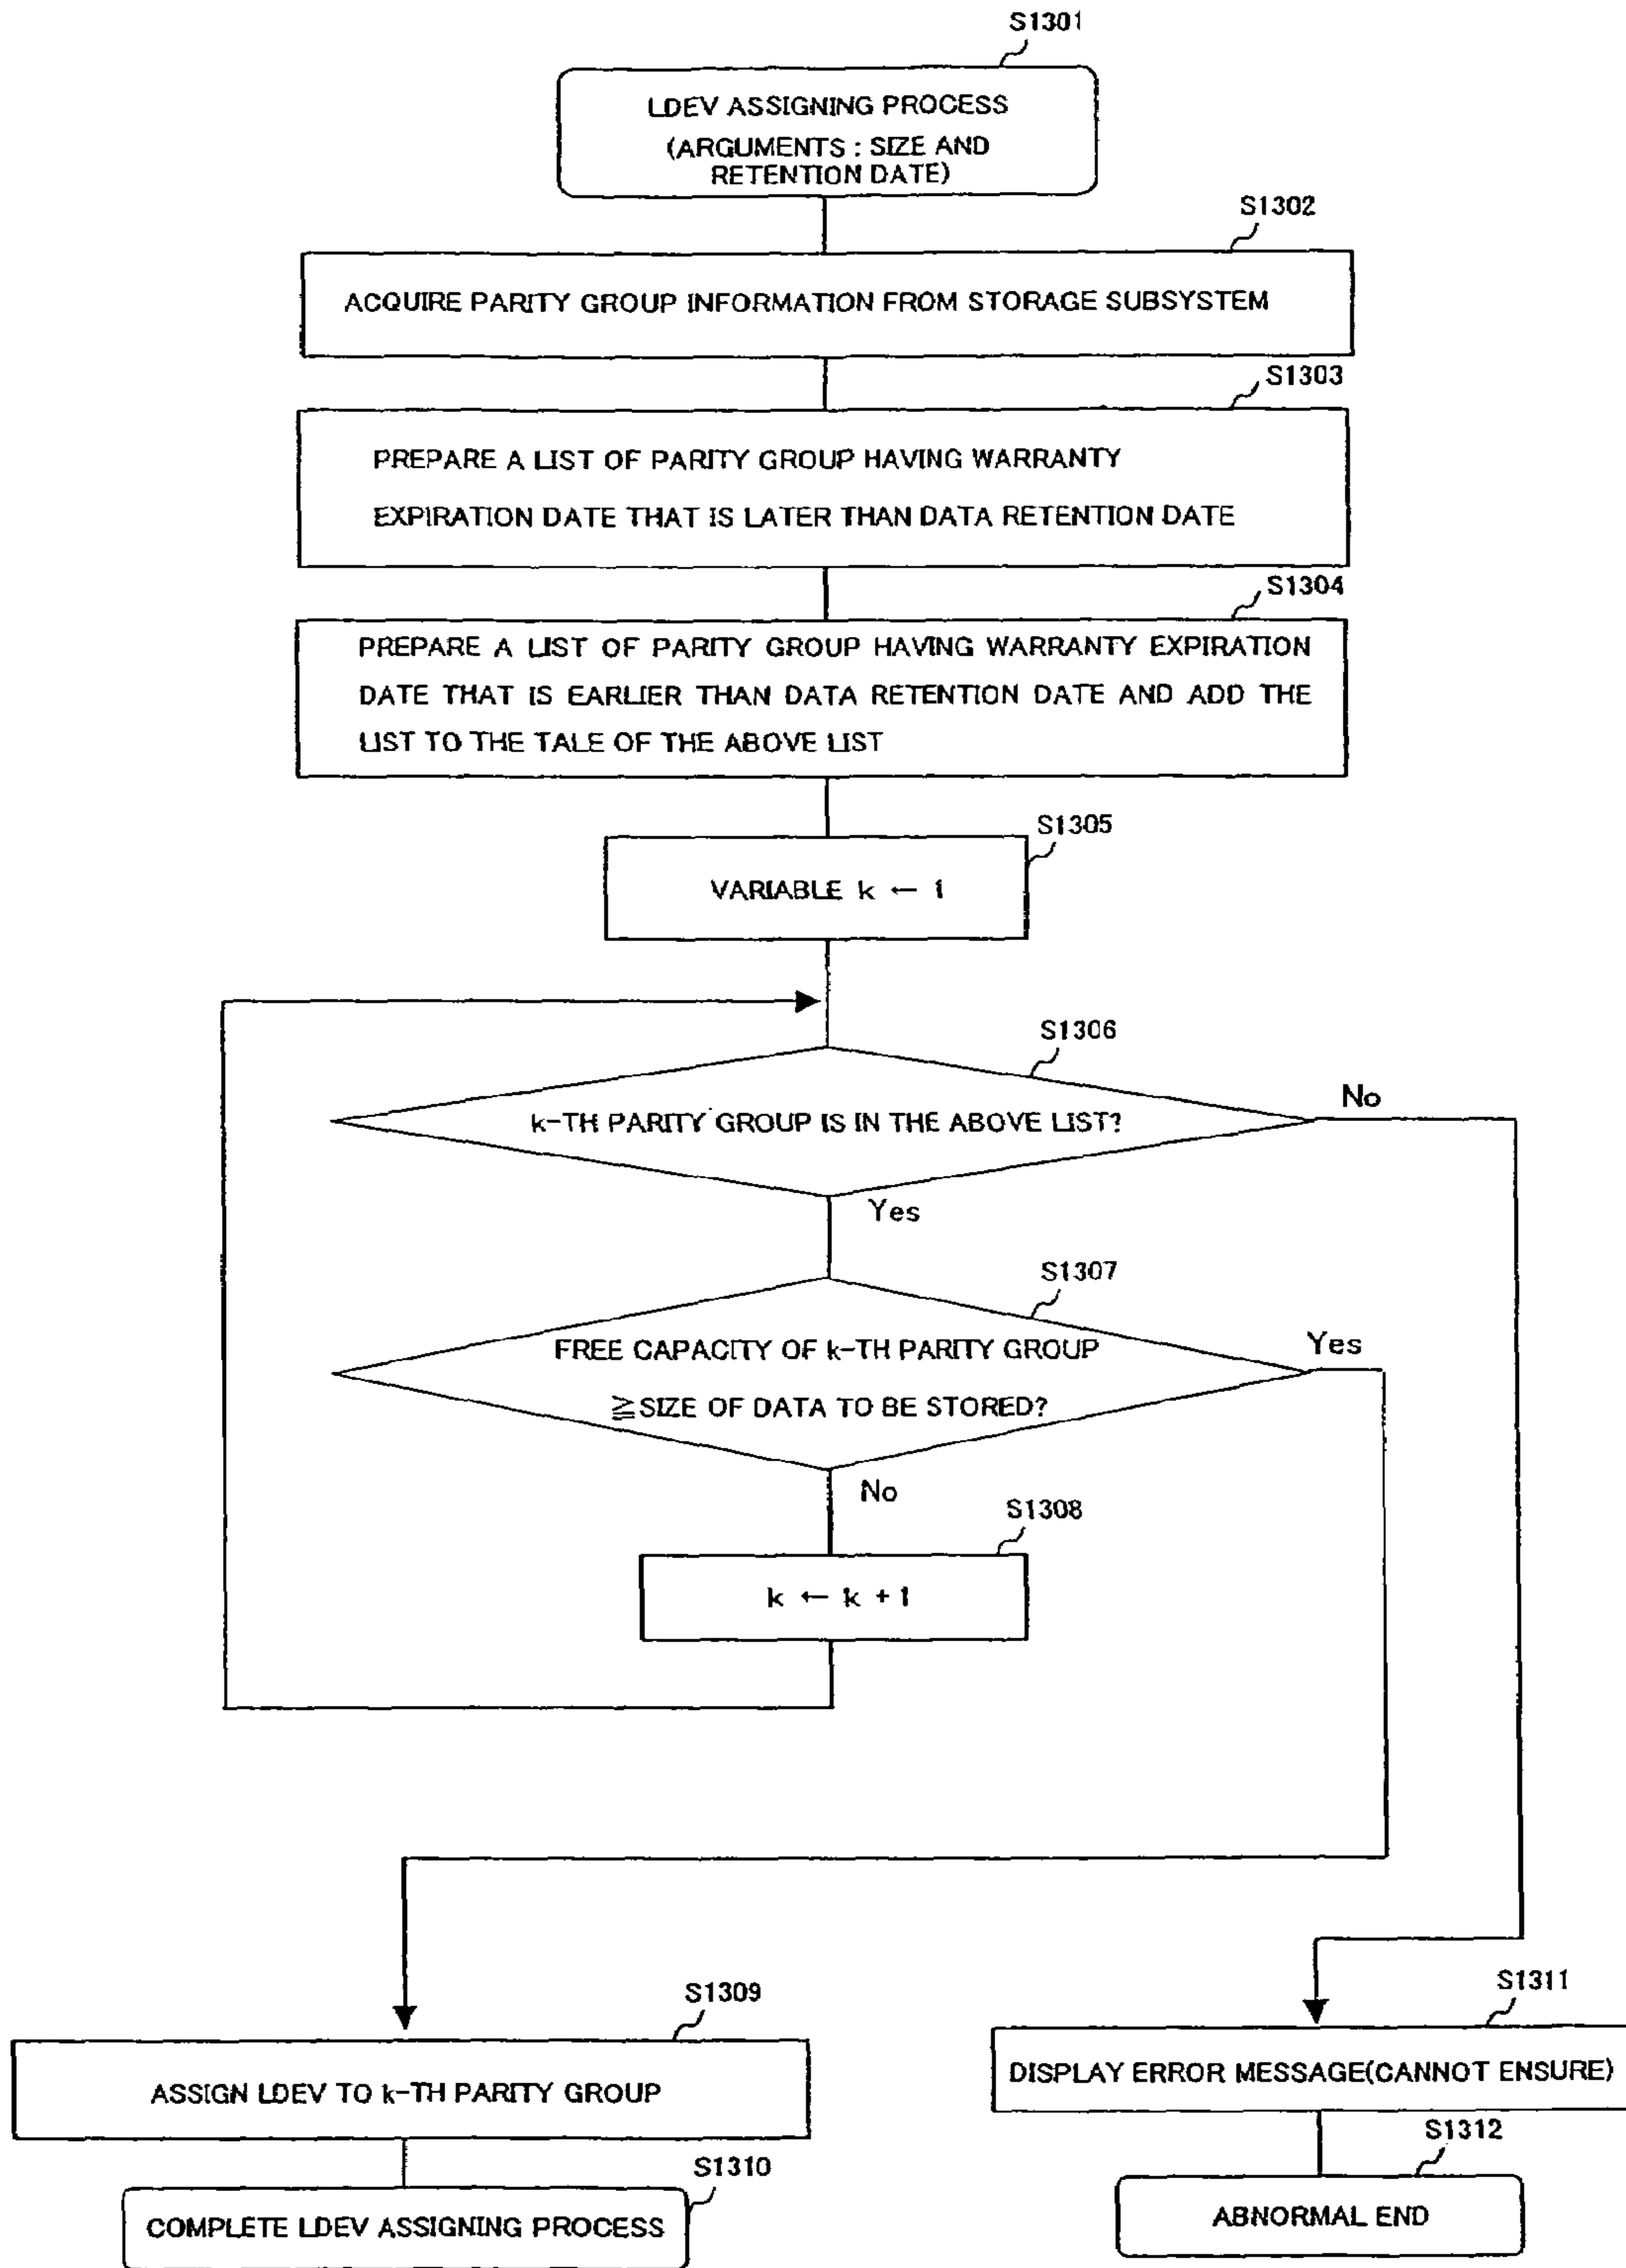 S1301
LDEV ASSIGNING PROCESS
(ARGUMENTS : SIZE AND
RETENTION DATE)
S1302
ACQUIRE PARITY GROUP INFORMATION FROM STORAGE SUBSYSTEM
S1303
PREPARE A LIST OF PARITY GROUP HAVING WARRANTY
EXPIRATION DATE THAT IS LATER THAN DATA RETENTION DATE
S1304
PREPARE A LIST OF PARITY GROUP HAVING WARRANTY EXPIRATION
DATE THAT IS EARLIER THAN DATA RETENTION DATE AND ADD THE
LIST TO THE TALE OF THE ABOVE LIST
S1305
VARIABLE k ← 1
S1306
k-TH PARITY GROUP IS IN THE ABOVE LIST?
No
Yes
S1307
FREE CAPACITY OF k-TH PARITY GROUP
≧SIZE OF DATA TO BE STORED?
Yes
No
S1308
k ← k + 1
S1309
ASSIGN LDEV TO k-TH PARITY GROUP
S1310
COMPLETE LDEV ASSIGNING PROCESS
S1311
DISPLAY ERROR MESSAGE(CANNOT ENSURE)
S1312
ABNORMAL END